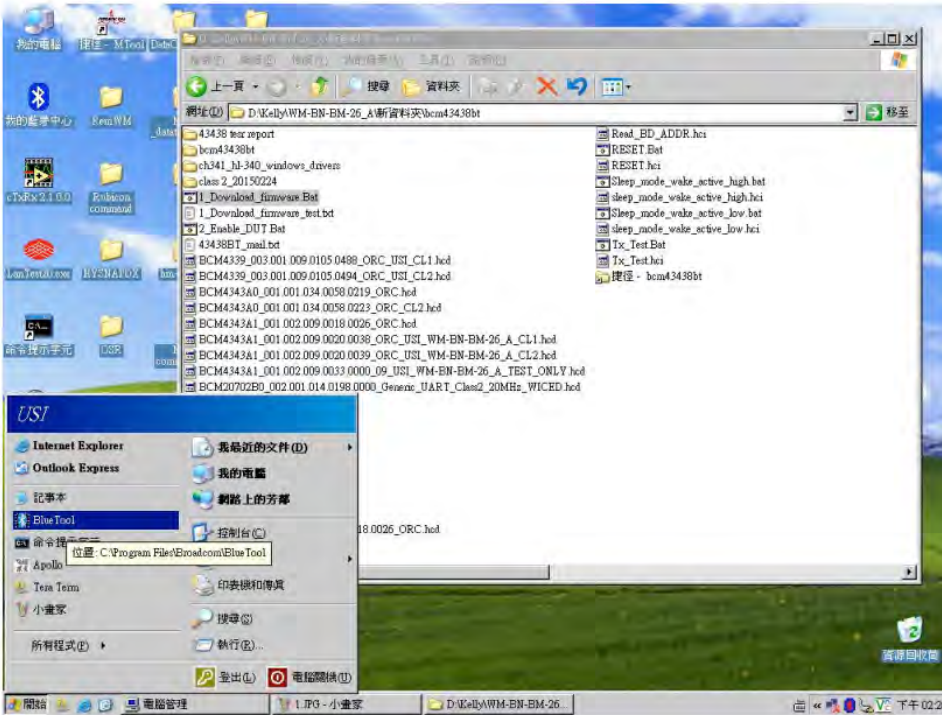 我的電腦
捷徑 - MTool
我的藍芽中心
RemWM
cTxRx 2.1.0.0
Rubicon
command
命令提示字元
USR
網址(D)
D:\Kelly\WM-BN-BM-26_A\新資料夾\bcm43438bt
移至
上一頁
搜尋
資料夾
43438 test report
bcm43438bt
ch341_hl-340_windows_drivers
class 2_20150224
1_Download_firmware.Bat
1_Download_firmware_test.txt
2_Enable_DUT.Bat
43438BT_mail.txt
BCM4339_003.001.009.0105.0488_ORC_USI_CL1.hcd
BCM4339_003.001.009.0105.0494_ORC_USI_CL2.hcd
BCM4343A0_001.001.034.0058.0219_ORC.hcd
BCM4343A0_001.001.034.0058.0223_ORC_CL2.hcd
BCM4343A1_001.002.009.0018.0026_ORC.hcd
BCM4343A1_001.002.009.0020.0038_ORC_USI_WM-BN-BM-26_A_CL1.hcd
BCM4343A1_001.002.009.0020.0039_ORC_USI_WM-BN-BM-26_A_CL2.hcd
BCM4343A1_001.002.009.0033.0000_09_USI_WM-BN-BM-26_A_TEST_ONLY.hcd
BCM20702B0_002.001.014.0198.0000_Generic_UART_Class2_20MHz_WICED.hcd
18.0026_ORC.hcd
Read_BD_ADDR.hci
RESET.Bat
RESET.hci
Sleep_mode_wake_active_high.bat
sleep_mode_wake_active_high.hci
Sleep_mode_wake_active_low.bat
sleep_mode_wake_active_low.hci
Tx_Test.Bat
Tx_Test.hci
捷徑 - bcm43438bt
USI
Internet Explorer
Outlook Express
記事本
BlueTool
命令提示字元
位置: C:\Program Files\Broadcom\BlueTool
Apollo
Tera Term
小畫家
所有程式(P)
我最近的文件(D)
我的電腦
網路上的芳鄰
控制台(C)
印表機和傳真
搜尋(S)
執行(R)...
登出(L)
電腦關機(U)
資源回收筒
開始
電腦管理
1.JPG - 小畫家
D:\Kelly\WM-BN-BM-26...
下午 02:2